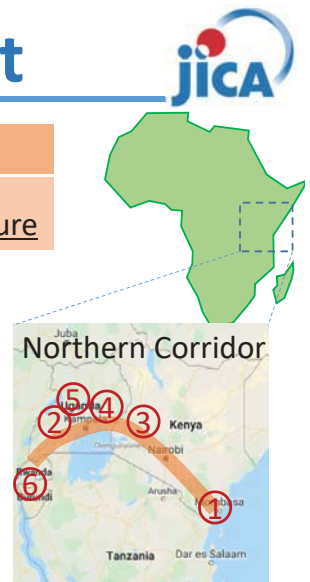 t
jICA
ure
Northern Corridor
Juba
⑤
Uganda
② ④ ③
Kampala
Kenya
Nairobi
Rwanda
⑥
Burundi
Arusha
① Mombasa
Tanzania
Dar es Salaam